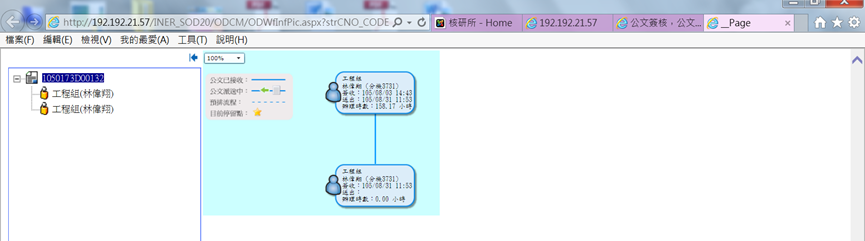 http://192.192.21.57/INER_SOD20/ODCM/ODWfinfPic.aspx?strCNO_CODE
核研所 - Home
192.192.21.57
公文簽核，公文...
__Page
檔案(F) 編輯(E) 檢視(V) 我的最愛(A) 工具(T) 說明(H)
100%
1050173D00132
工程組(林偉翔)
工程組(林偉翔)
公文已接收：
公文派送中：
預排流程：
目前停留點：
工程組
林偉翔 (分機3731)
簽收：105/08/03 14:43
送出：105/08/31 11:53
辦理時數：158.17 小時
工程組
林偉翔 (分機3731)
簽收：105/08/31 11:53
送出：
辦理時數：0.00 小時